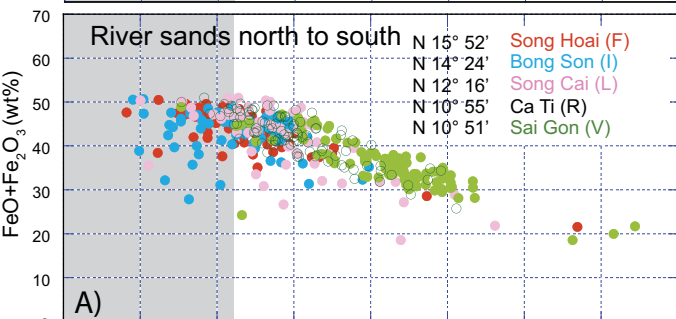 70
River sands north to south
N 15° 52' Song Hoai (F)
60
N 14° 24' Bong Son (I)
N 12° 16' Song Cai (L)
50
N 10° 55' Ca Ti (R)
N 10° 51' Sai Gon (V)
FeO+Fe2O3 (wt%)
40
30
20
10
A)